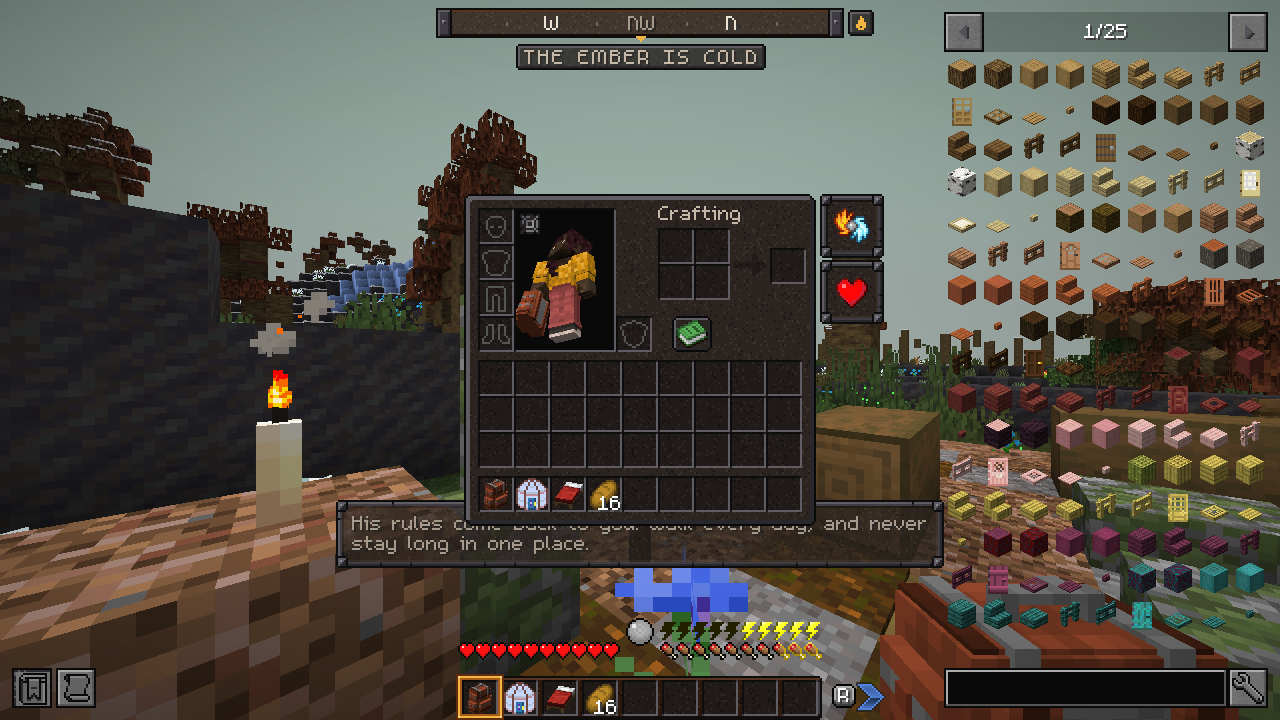 W NW N
THE EMBER IS COLD
1/25
Crafting
16
His rules come back to you: walk every day, and never
stay long in one place.
R
16